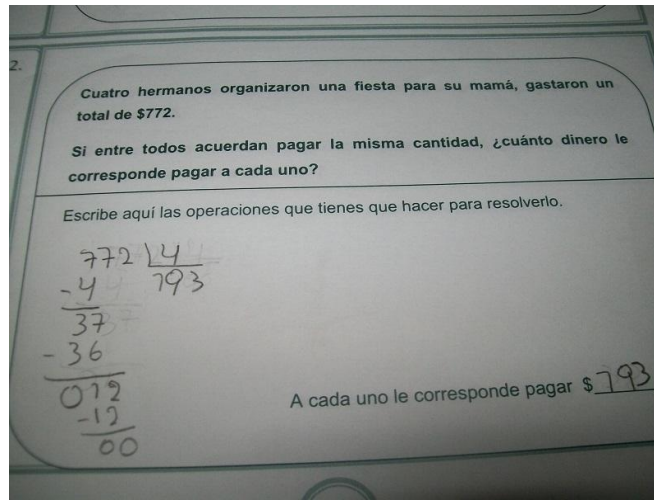 2.
Cuatro hermanos organizaron una fiesta para su mamá, gastaron un
total de $772.
Si entre todos acuerdan pagar la misma cantidad, ¿cuánto dinero le
corresponde pagar a cada uno?
Escribe aquí las operaciones que tienes que hacer para resolverlo.
772 4
-4 193
37
-36
012
-12
00
A cada uno le corresponde pagar $193